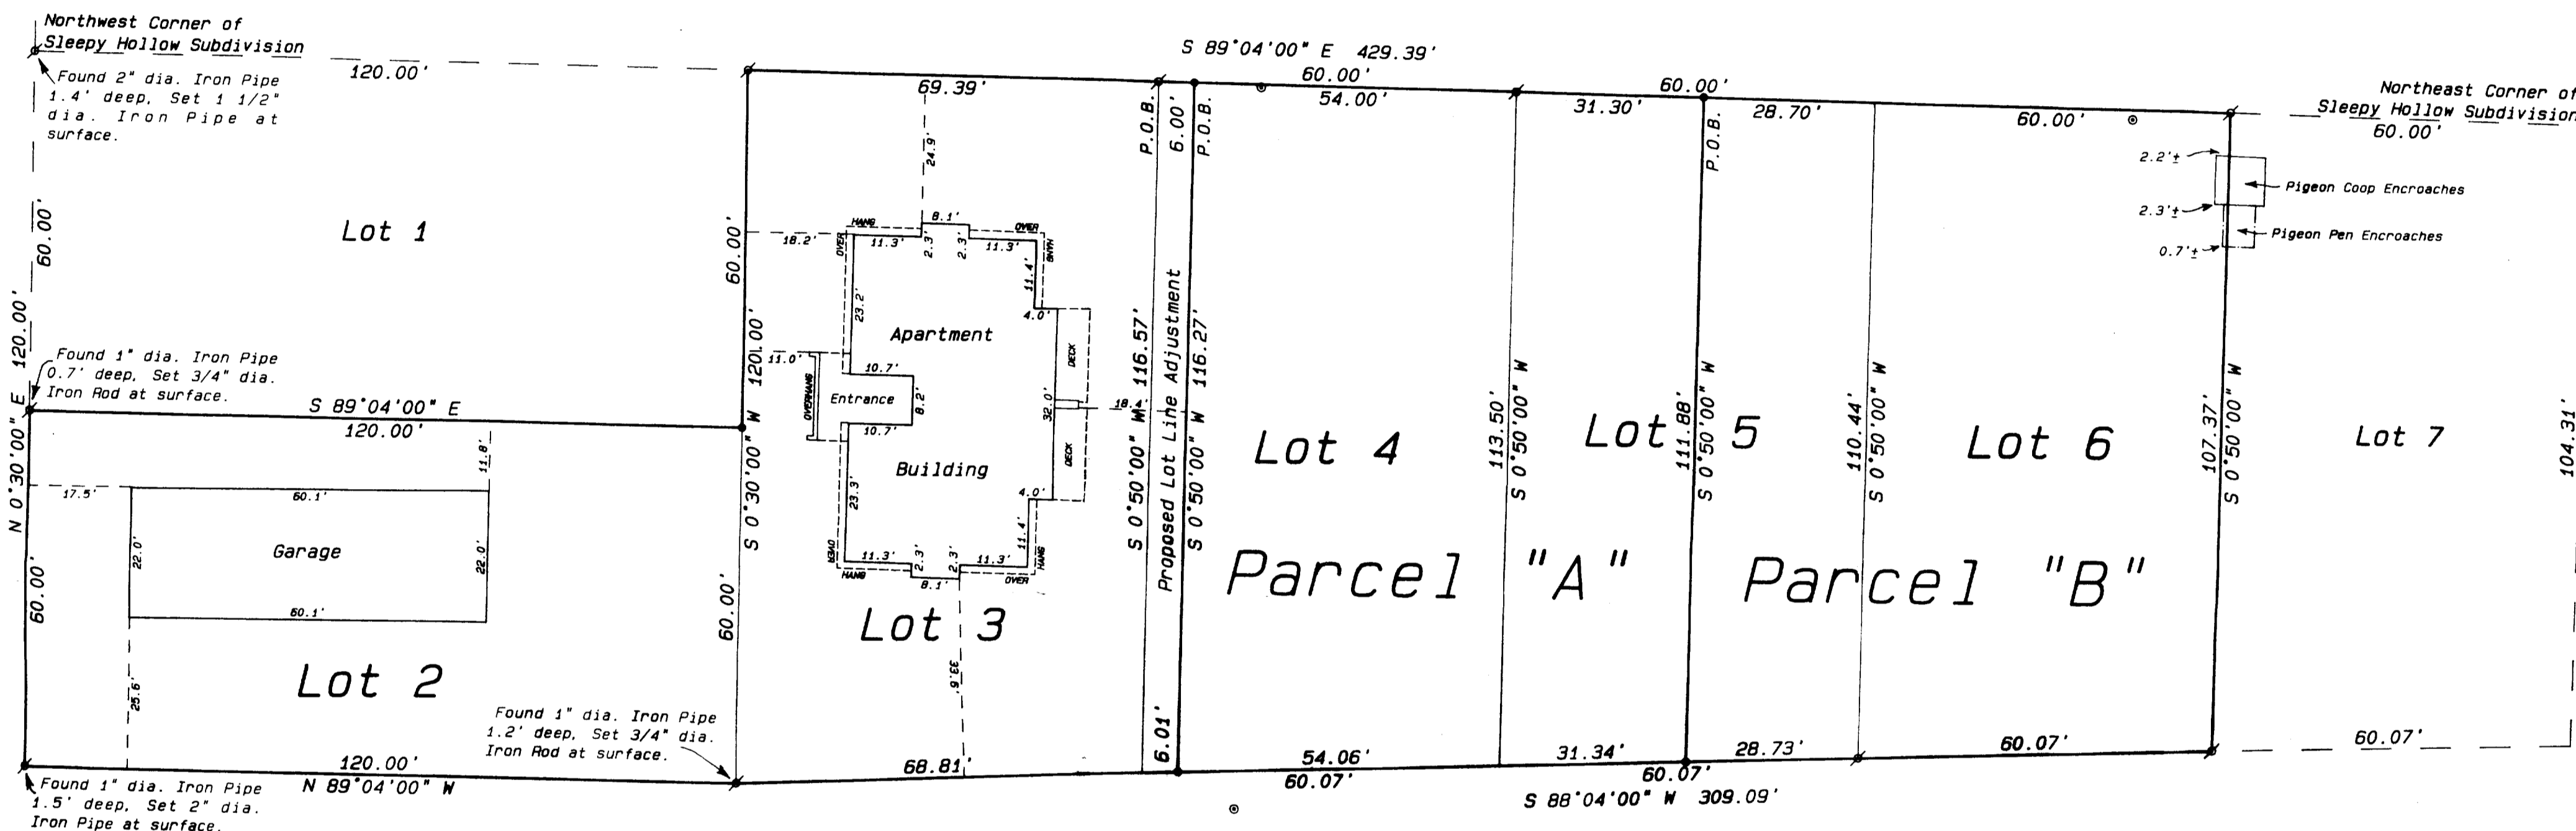 Northwest Corner of
Sleepy Hollow Subdivision
Found 2" dia. Iron Pipe
1.4' deep, Set 1 1/2"
dia. Iron Pipe at
surface.
120.00'
S 89°04'00" E 429.39'
60.00'
60.00'
69.39'
54.00'
31.30'
28.70'
60.00'
Northeast Corner of
Sleepy Hollow Subdivision
60.00'
P.O.B.
6.00'
P.O.B.
P.O.B.
2.2'±
Pigeon Coop Encroaches
2.3'±
Pigeon Pen Encroaches
0.7'±
60.00'
Lot 1
60.00'
24.9'
18.2'
HANG
8.1'
OVER
OVER
11.3'
2.3'
2.3'
11.3'
HANG
11.4'
23.2'
4.0'
Apartment
DECK
11.0'
10.7'
OVERHANG
Entrance
8.2'
32.0'
18.4'
10.7'
Building
DECK
4.0'
23.3'
11.4'
11.3'
2.3'
2.3'
11.3'
OVER
HANG
8.1'
OVER
HANG
33.6'
N 0°30'00" E 120.00'
Found 1" dia. Iron Pipe
0.7' deep, Set 3/4" dia.
Iron Rod at surface.
S 89°04'00" E
120.00'
11.8'
17.5'
60.1'
22.0'
Garage
22.0'
60.1'
25.6'
60.00'
Lot 2
S 0°30'00" W 120.00'
60.00'
Lot 3
S 0°50'00" W 116.57'
Proposed Lot Line Adjustment
S 0°50'00" W 116.27'
Lot 4
113.50'
S 0°50'00" W
Lot 5
111.88'
S 0°50'00" W
110.44'
S 0°50'00" W
Lot 6
107.37'
S 0°50'00" W
Lot 7
104.31'
Parcel "A"
Parcel "B"
Found 1" dia. Iron Pipe
1.2' deep, Set 3/4" dia.
Iron Rod at surface.
120.00'
N 89°04'00" W
68.81'
6.01'
54.06'
60.07'
31.34'
60.07'
28.73'
60.07'
60.07'
S 88°04'00" W 309.09'
Found 1" dia. Iron Pipe
1.5' deep, Set 2" dia.
Iron Pipe at surface.